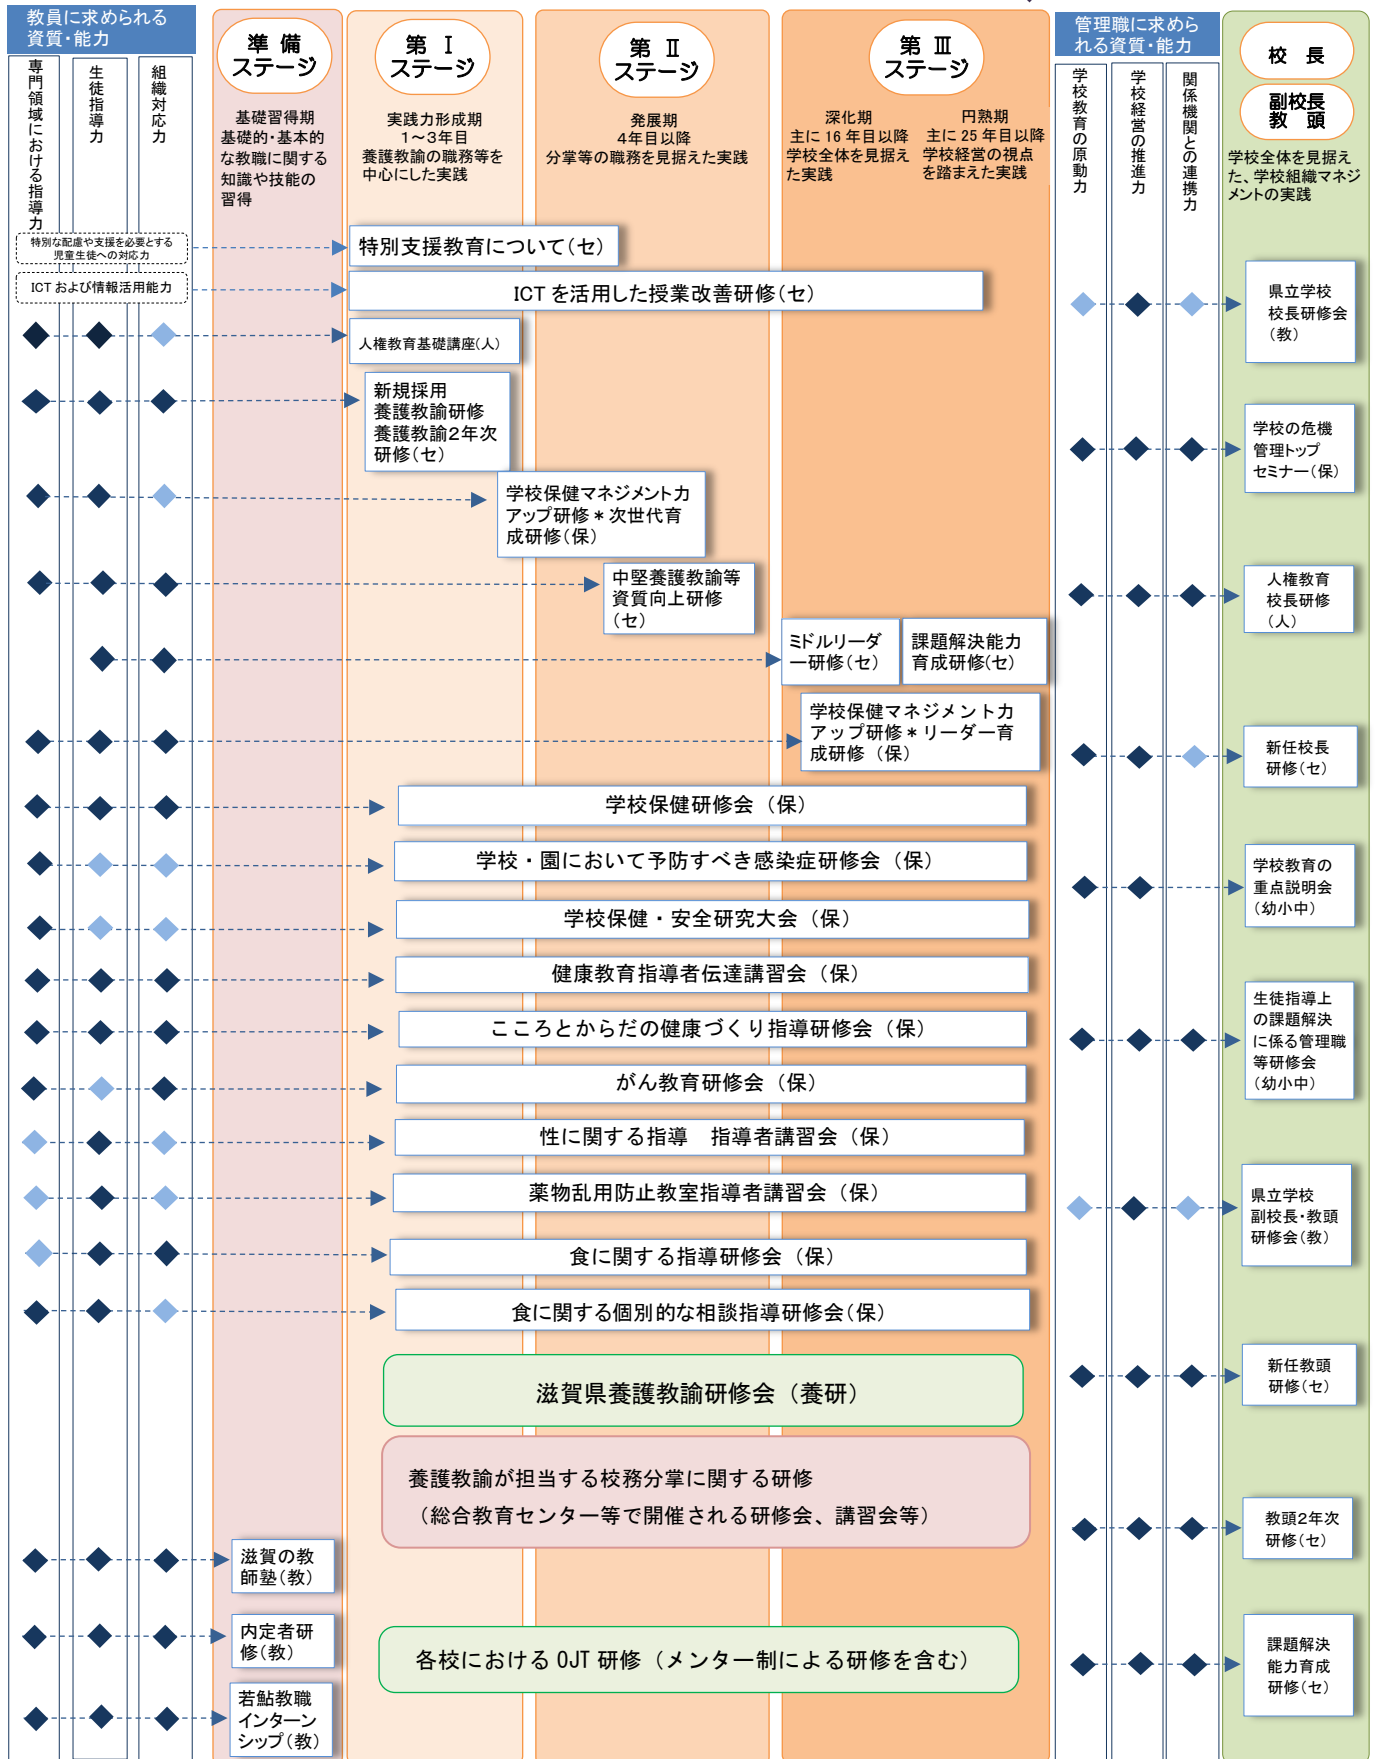 教員に求められる
資質・能力
専門領域における指導力
生徒指導力
組織対応力
準 備
ステージ
基礎習得期
基礎的・基本的
な教職に関する
知識や技能の
習得
第 Ⅰ
ステージ
実践力形成期
1～3年目
養護教諭の職務等を
中心にした実践
第 Ⅱ
ステージ
発展期
4年目以降
分掌等の職務を見据えた実践
第 Ⅲ
ステージ
深化期
主に 16 年目以降
学校全体を見据え
た実践
円熟期
主に 25 年目以降
学校経営の視点
を踏まえた実践
管理職に求めら
れる資質・能力
学校教育の原動力
学校経営の推進力
関係機関との連携力
校 長
副校長
教 頭
学校全体を見据え
た、学校組織マネジ
メントの実践
特別な配慮や支援を必要とする
児童生徒への対応力
特別支援教育について(セ)
ICT および情報活用能力
ICT を活用した授業改善研修(セ)
人権教育基礎講座(人)
新規採用
養護教諭研修
養護教諭2年次
研修(セ)
学校保健マネジメント力
アップ研修＊次世代育
成研修(保)
中堅養護教諭等
資質向上研修
(セ)
ミドルリーダ
ー研修(セ)
課題解決能力
育成研修(セ)
学校保健マネジメント力
アップ研修＊リーダー育
成研修（保）
学校保健研修会（保）
学校・園において予防すべき感染症研修会（保）
学校保健・安全研究大会（保）
健康教育指導者伝達講習会（保）
こころとからだの健康づくり指導研修会（保）
がん教育研修会（保）
性に関する指導　指導者講習会（保）
薬物乱用防止教室指導者講習会（保）
食に関する指導研修会（保）
食に関する個別的な相談指導研修会(保)
滋賀県養護教諭研修会（養研）
養護教諭が担当する校務分掌に関する研修
（総合教育センター等で開催される研修会、講習会等）
滋賀の教
師塾(教)
内定者研
修(教)
各校における OJT 研修（メンター制による研修を含む）
若鮎教職
インターン
シップ(教)
県立学校
校長研修会
(教)
学校の危機
管理トップ
セミナー(保)
人権教育
校長研修
(人)
新任校長
研修(セ)
学校教育の
重点説明会
(幼小中)
生徒指導上
の課題解決
に係る管理職
等研修会
(幼小中)
県立学校
副校長・教頭
研修会(教)
新任教頭
研修(セ)
教頭2年次
研修(セ)
課題解決
能力育成
研修(セ)